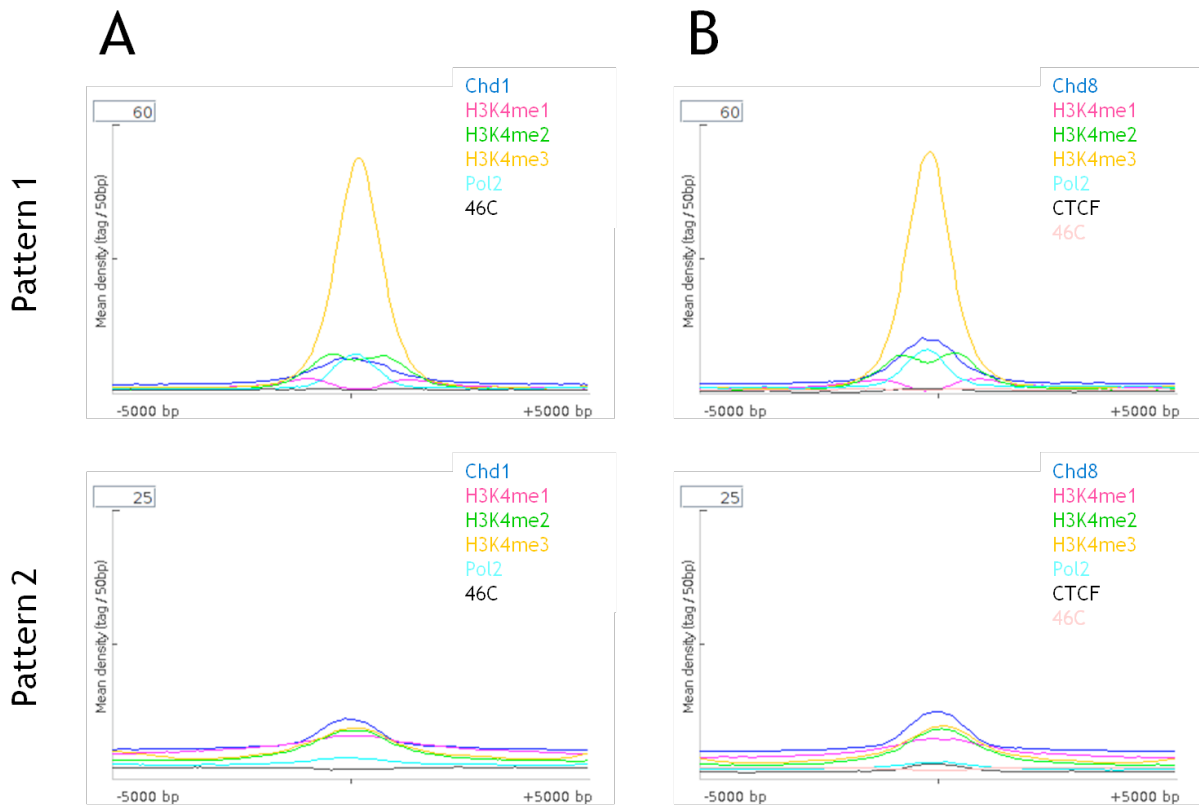 A
B
Pattern 1
60
Mean density (tag / 50bp)
Chd1
H3K4me1
H3K4me2
H3K4me3
Pol2
46C
-5000 bp
+5000 bp
60
Mean density (tag / 50bp)
Chd8
H3K4me1
H3K4me2
H3K4me3
Pol2
CTCF
46C
-5000 bp
+5000 bp
Pattern 2
25
Mean density (tag / 50bp)
Chd1
H3K4me1
H3K4me2
H3K4me3
Pol2
46C
-5000 bp
+5000 bp
25
Mean density (tag / 50bp)
Chd8
H3K4me1
H3K4me2
H3K4me3
Pol2
CTCF
46C
-5000 bp
+5000 bp